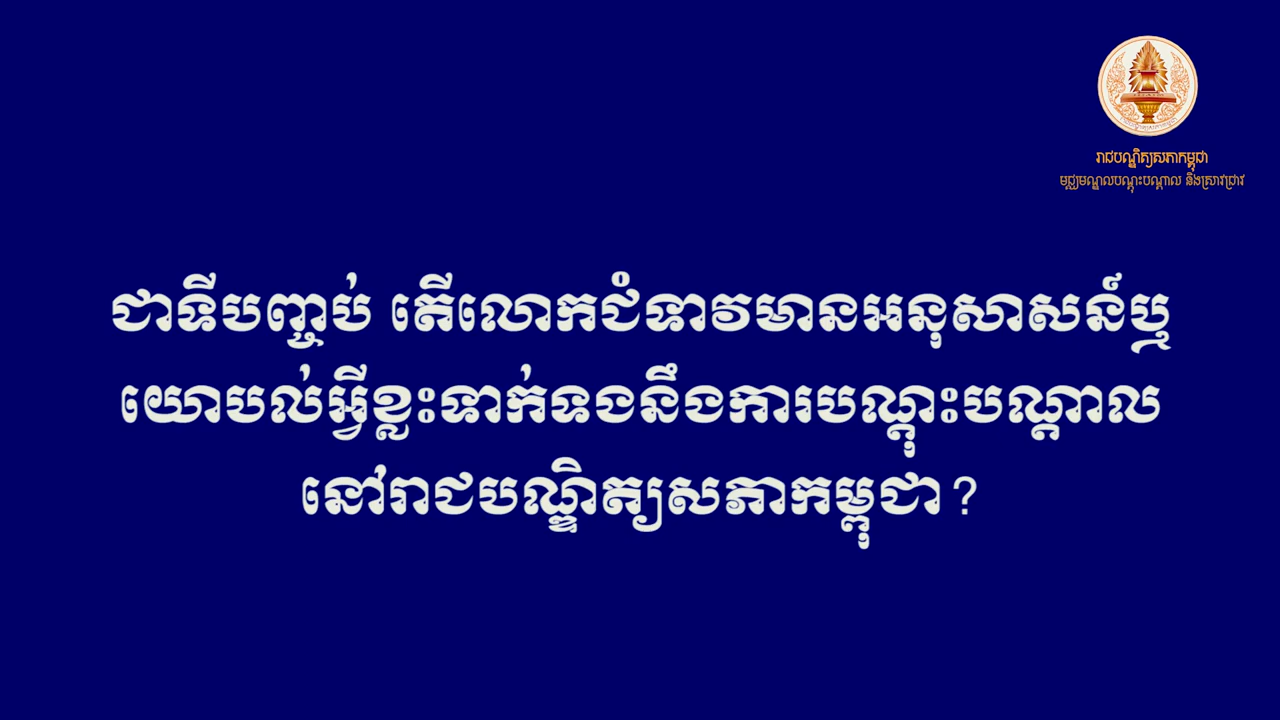 រាជបណ្ឌិត្យសភាកម្ពុជា
មជ្ឈមណ្ឌលបណ្តុះបណ្តាល និងស្រាវជ្រាវ
ជាទីបញ្ចប់ តើលោកជំទាវមានអនុសាសន៍ឬ
យោបល់អ្វីខ្លះទាក់ទងនឹងការបណ្តុះបណ្តាល
នៅរាជបណ្ឌិត្យសភាកម្ពុជា?